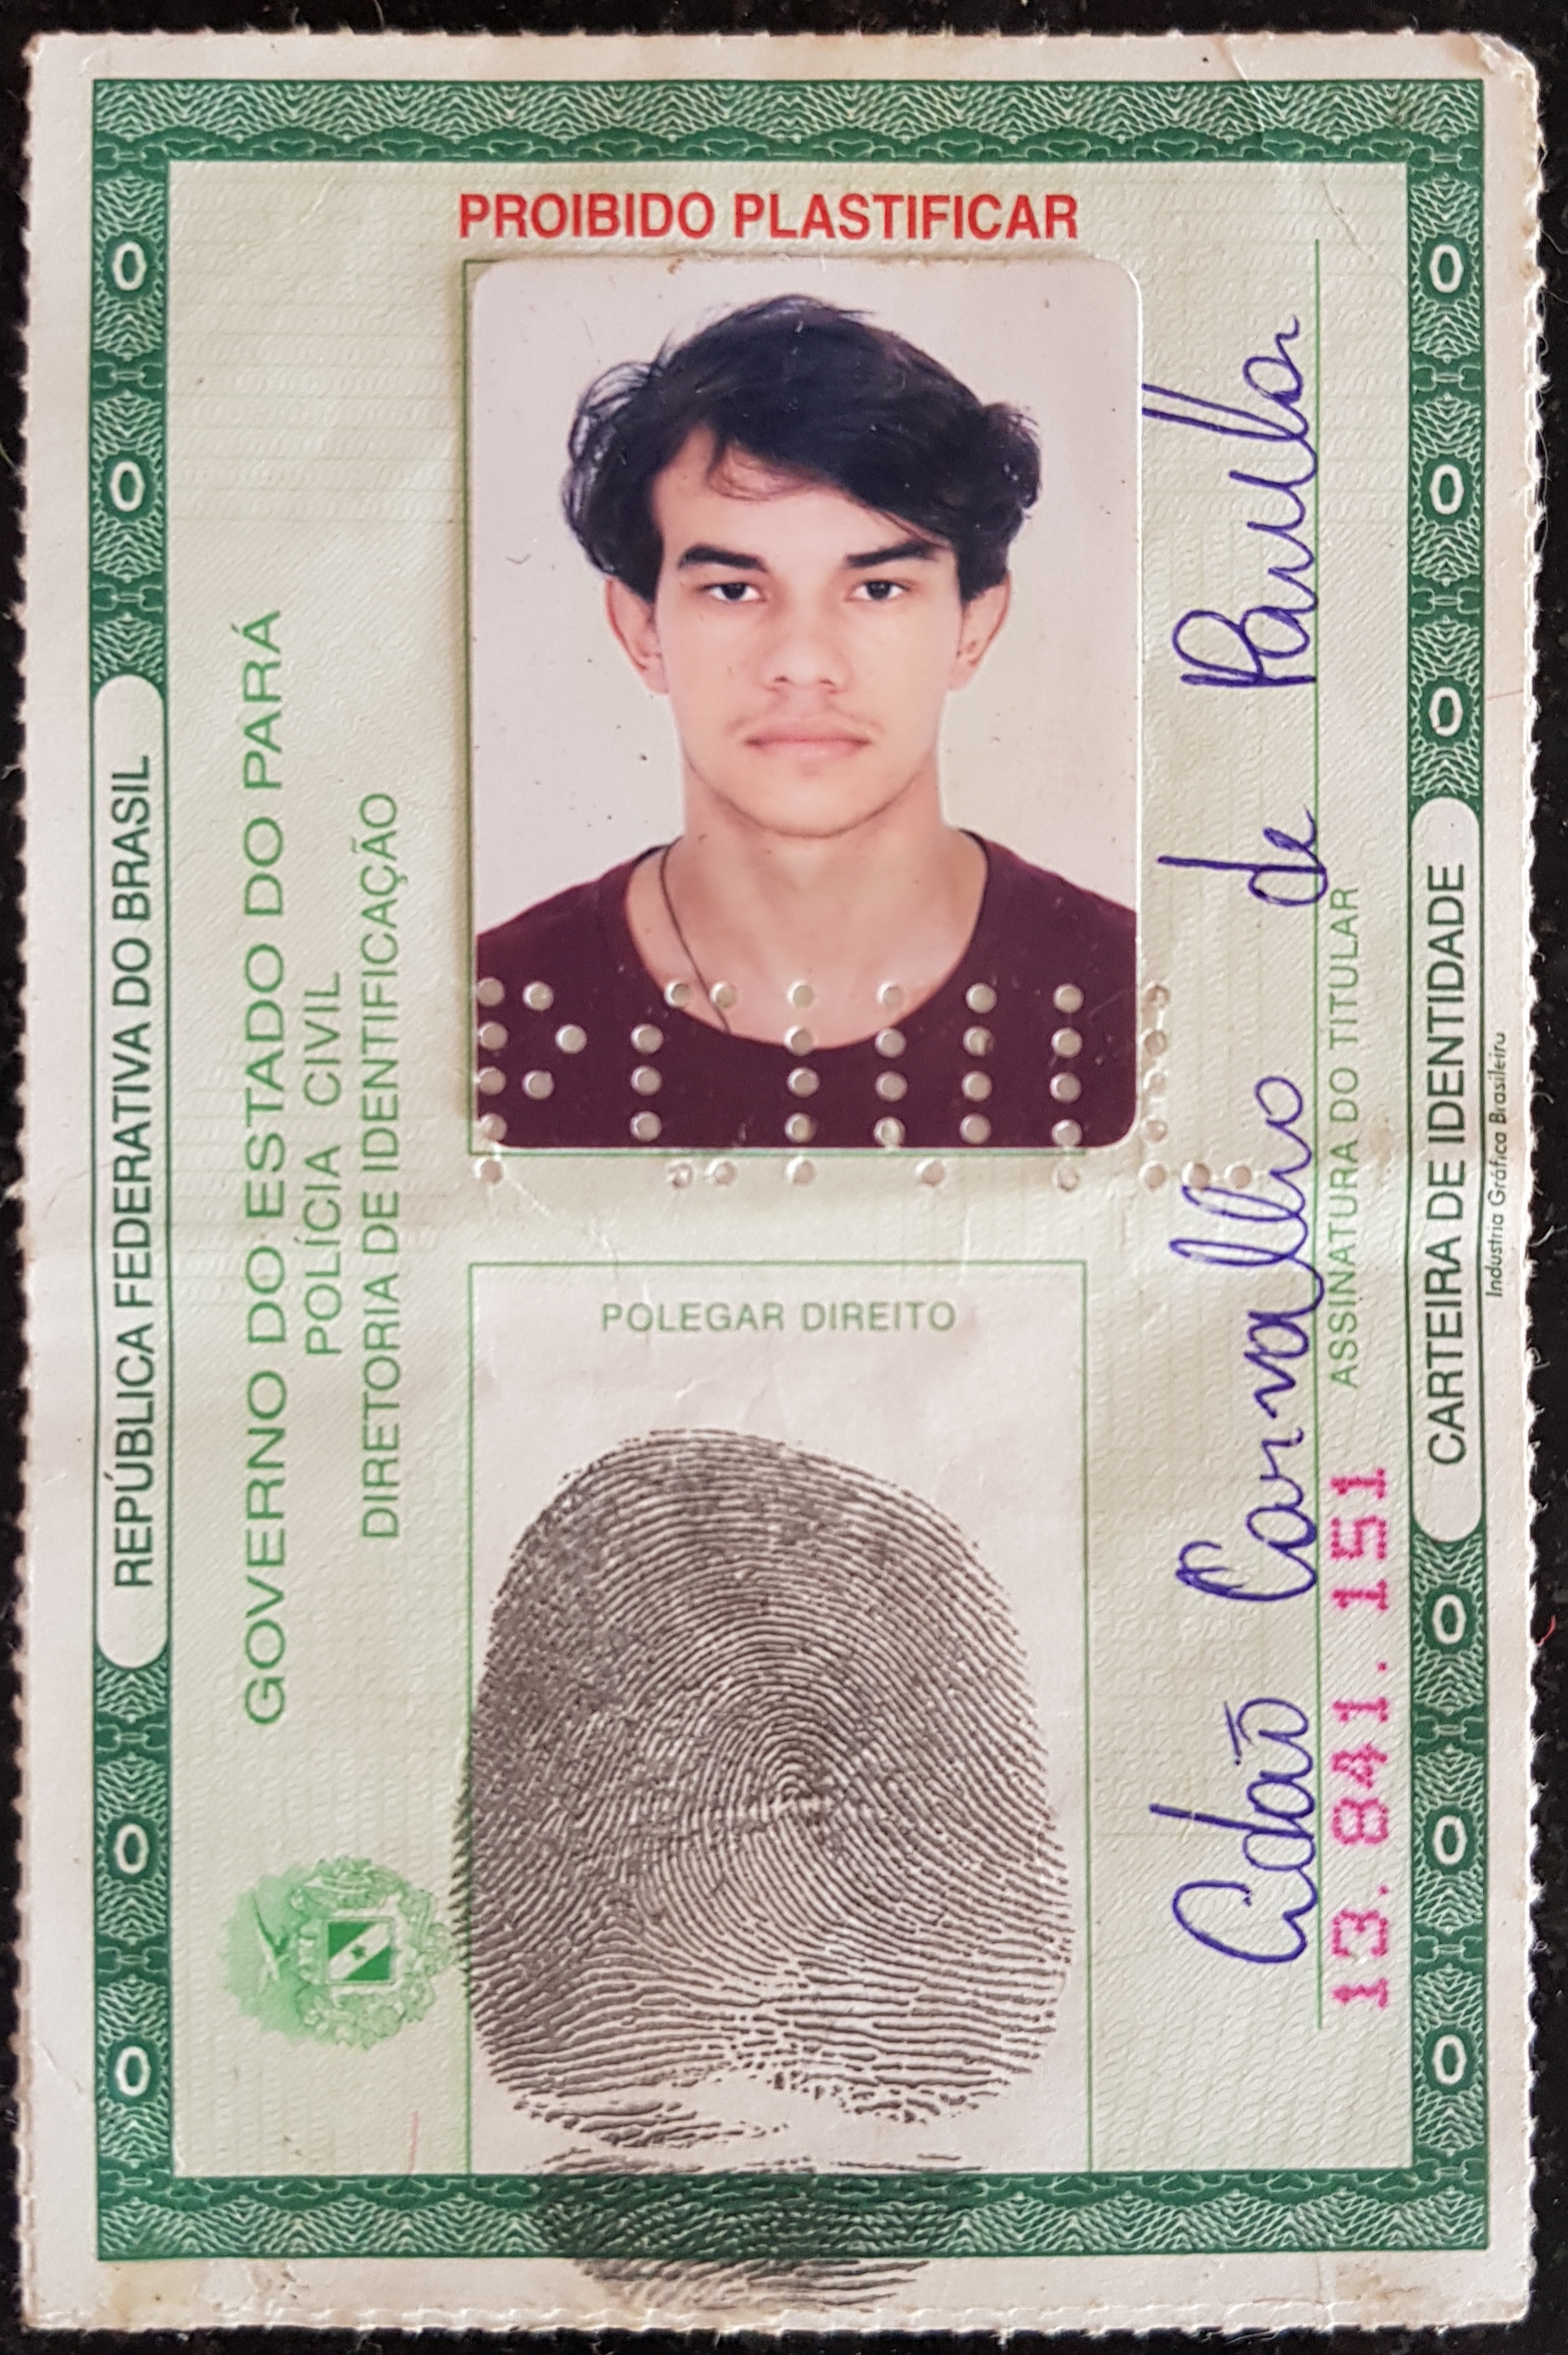 PROIBIDO PLASTIFICAR
REPÚBLICA FEDERATIVA DO BRASIL
GOVERNO DO ESTADO DO PARÁ
POLÍCIA CIVIL
DIRETORIA DE IDENTIFICAÇÃO
POLEGAR DIREITO
Adão Carvalho de Paulla
ASSINATURA DO TITULAR
13.841.151
CARTEIRA DE IDENTIDADE
Industria Gráfica Brasileira